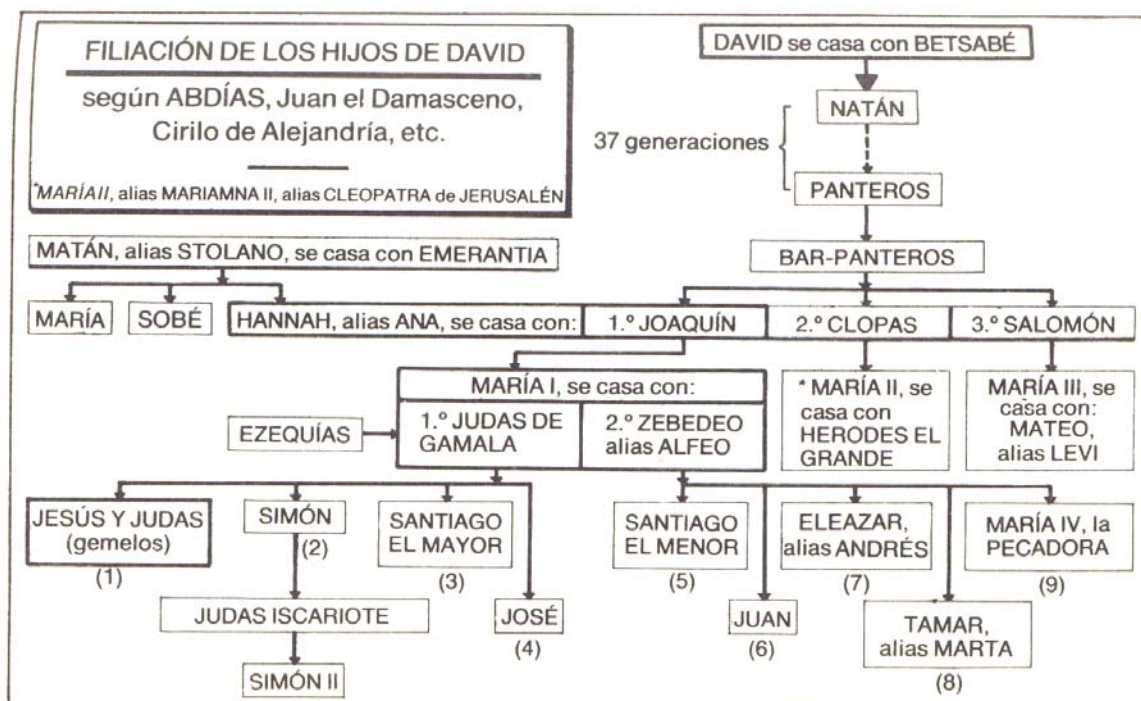 FILIACIÓN DE LOS HIJOS DE DAVID
según ABDÍAS, Juan el Damasceno,
Cirilo de Alejandría, etc.
*MARÍA II, alias MARIAMNA II, alias CLEOPATRA de JERUSALÉN
DAVID se casa con BETSABÉ
NATÁN
37 generaciones
PANTEROS
BAR-PANTEROS
MATÁN, alias STOLANO, se casa con EMERANTIA
MARÍA
SOBÉ
HANNAH, alias ANA, se casa con:
1.º JOAQUÍN
2.º CLOPAS
3.º SALOMÓN
MARÍA I, se casa con:
1.º JUDAS DE
GAMALA
2.º ZEBEDEO
alias ALFEO
EZEQUÍAS
* MARÍA II, se
casa con
HERODES EL
GRANDE
MARÍA III, se
casa con:
MATEO,
alias LEVI
JESÚS Y JUDAS
(gemelos)
(1)
SIMÓN
(2)
SANTIAGO
EL MAYOR
(3)
JOSÉ
(4)
SANTIAGO
EL MENOR
(5)
JUAN
(6)
ELEAZAR,
alias ANDRÉS
(7)
TAMAR,
alias MARTA
(8)
MARÍA IV, la
PECADORA
(9)
JUDAS ISCARIOTE
SIMÓN II